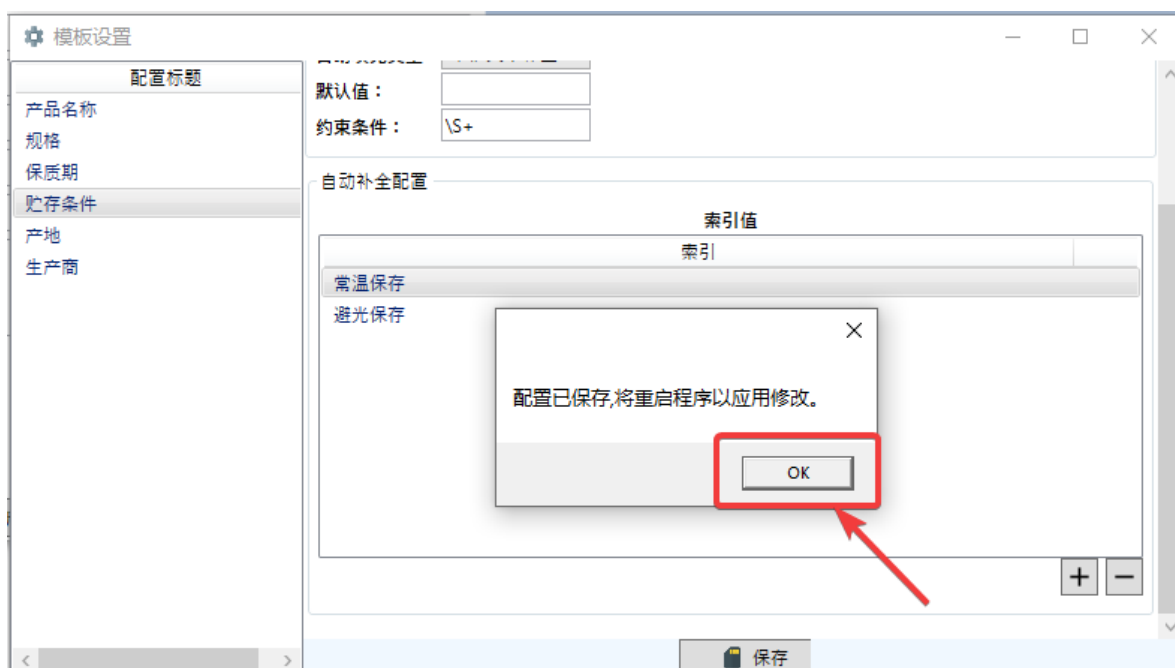 模板设置
配置标题
产品名称
规格
保质期
贮存条件
产地
生产商
默认值：
约束条件： \S+
自动补全配置
索引值
索引
常温保存
避光保存
配置已保存,将重启程序以应用修改。
OK
保存